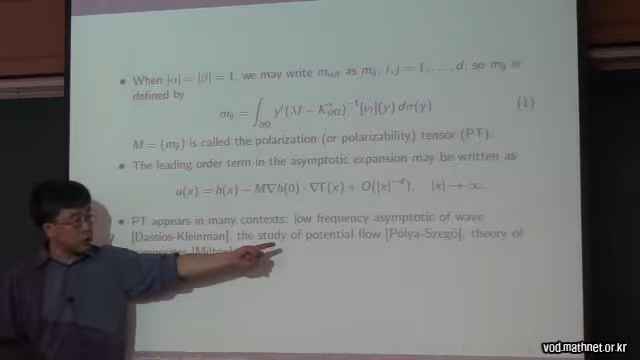 • When |α| = |β| = 1, we may write m_αβ as m_ij, i, j = 1, . . . , d, so m_ij is
defined by
m_ij = ∫_∂Ω y^i (λI − K*_∂Ω)^−1 [ν_j](y) dσ(y) (1)
M = (m_ij) is called the polarization (or polarizability) tensor (PT).
• The leading order term in the asymptotic expansion may be written as
u(x) = h(x) − M∇h(0) · ∇Γ(x) + O(|x|^−d), |x| → ∞.
• PT appears in many contexts: low frequency asymptotic of wave
[Dassios-Kleinman], the study of potential flow [Pólya-Szegö], theory of
[Milton]
vod.mathnet.or.kr